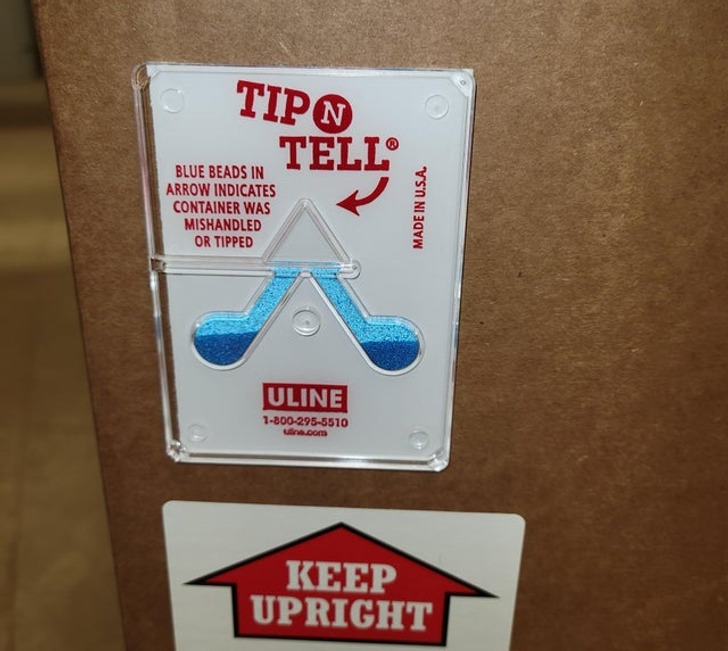 TIP N
TELL®
BLUE BEADS IN
ARROW INDICATES
CONTAINER WAS
MISHANDLED
OR TIPPED
MADE IN U.S.A.
ULINE
1-800-295-5510
uline.com
KEEP
UPRIGHT